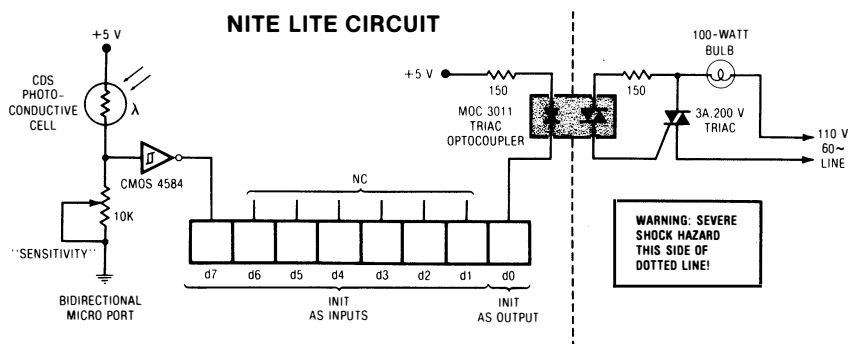 NITE LITE CIRCUIT
+5 V
CDS
PHOTO-
CONDUCTIVE
CELL
λ
CMOS 4584
10K
"SENSITIVITY"
BIDIRECTIONAL
MICRO PORT
NC
d7 d6 d5 d4 d3 d2 d1 d0
INIT
AS INPUTS
INIT
AS OUTPUT
+5 V
150
MOC 3011
TRIAC
OPTOCOUPLER
150
100-WATT
BULB
3A.200 V
TRIAC
110 V
60~
LINE
WARNING: SEVERE
SHOCK HAZARD
THIS SIDE OF
DOTTED LINE!